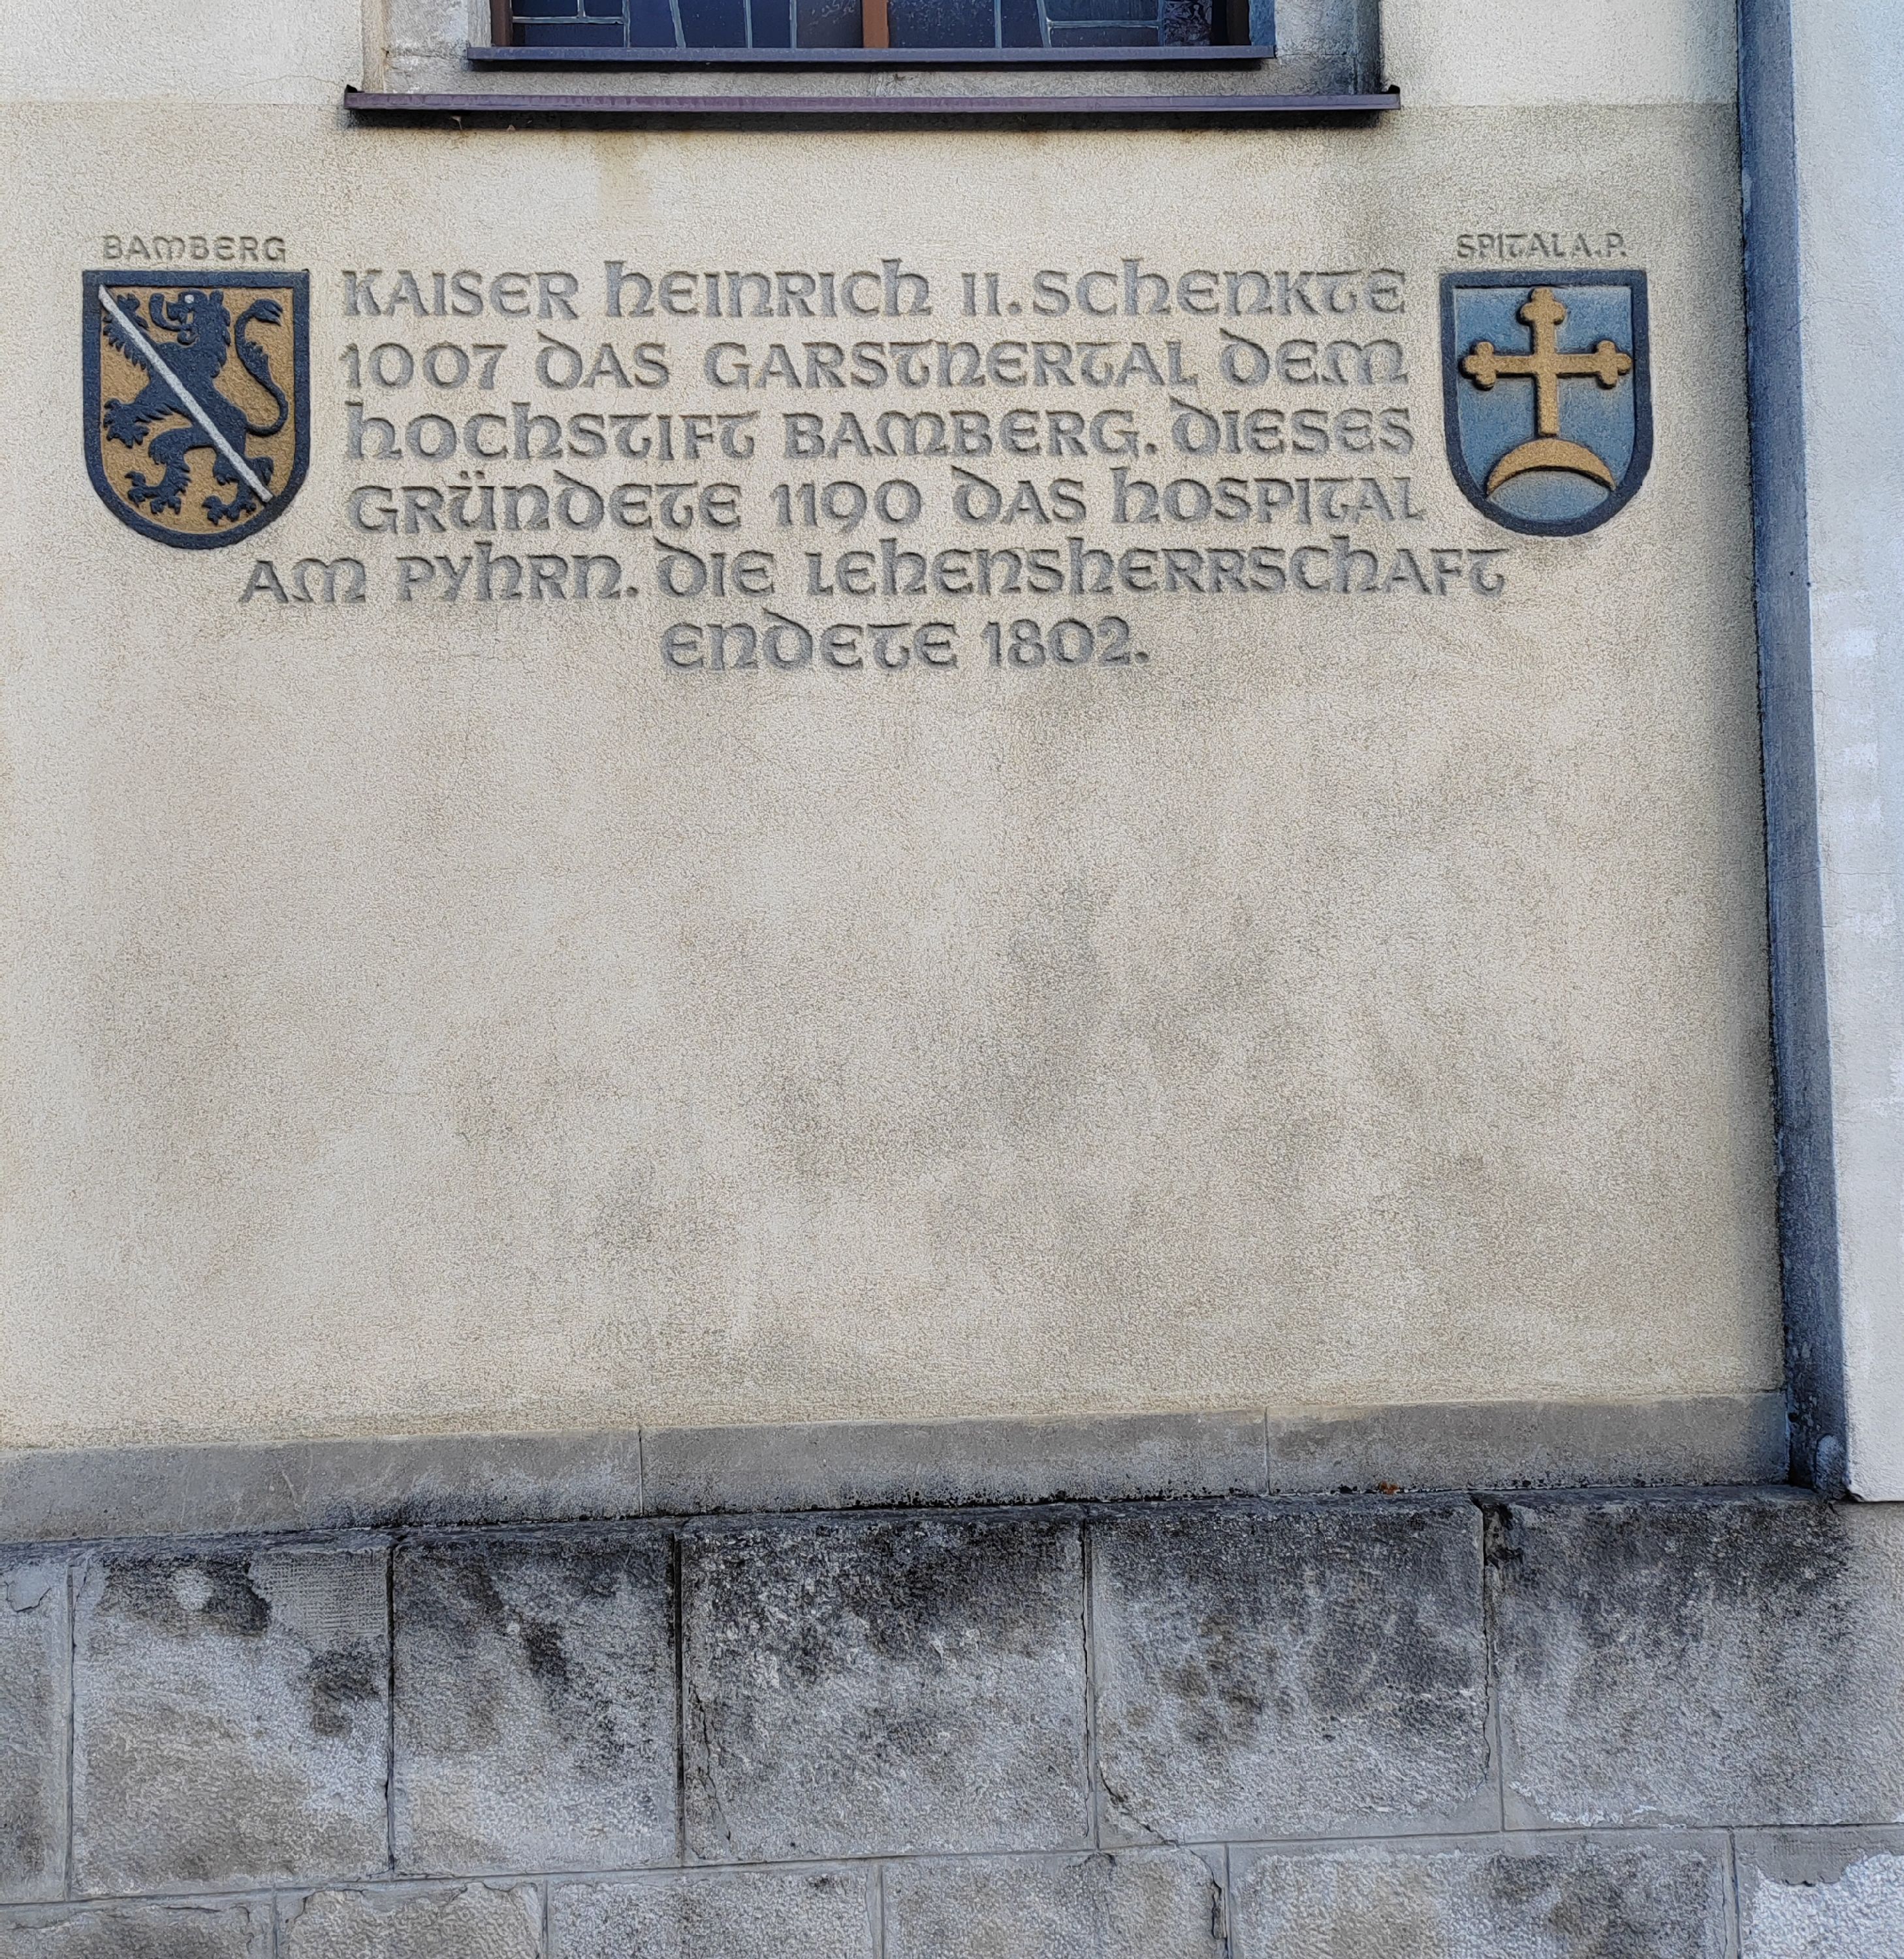 BAMBERG
SPITAL A.P.
KAISER HEINRICH II. SCHENKTE
1007 DAS GARSTNERTAL DEM
HOCHSTIFT BAMBERG. DIESES
GRÜNDETE 1190 DAS HOSPITAL
AM PYHRN. DIE LEHENSHERRSCHAFT
ENDETE 1802.